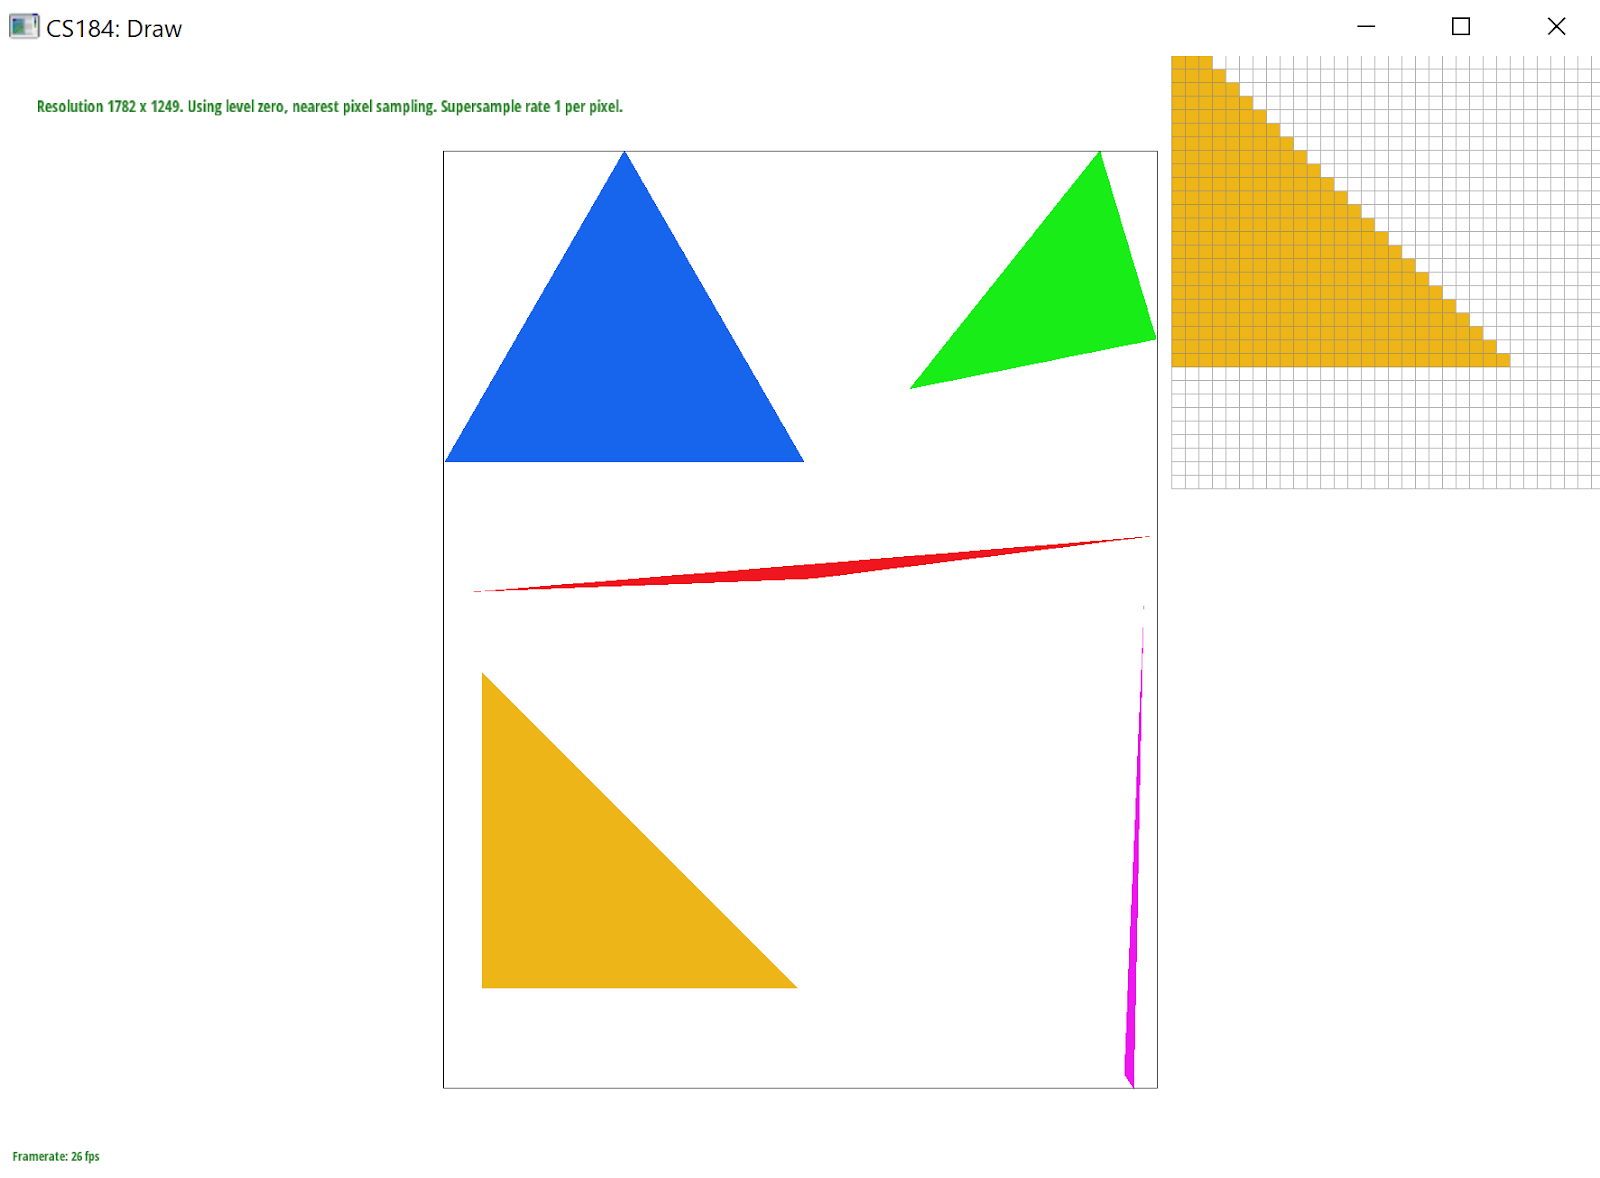 CS184: Draw
Resolution 1782 x 1249. Using level zero, nearest pixel sampling. Supersample rate 1 per pixel.
Framerate: 26 fps